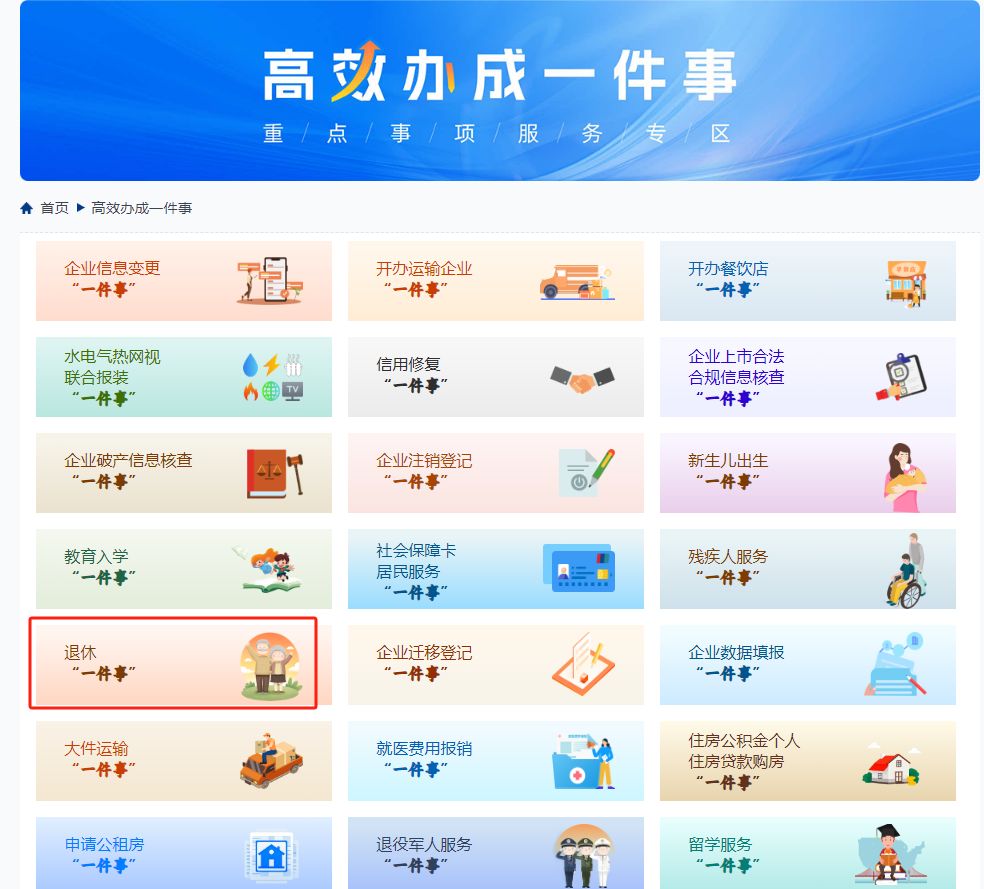 高效办成一件事
重/点/事/项/服/务/专/区
首页 ▶ 高效办成一件事
企业信息变更
“一件事”
开办运输企业
“一件事”
开办餐饮店
“一件事”
水电气热网视
联合报装
“一件事”
TV
信用修复
“一件事”
企业上市合法
合规信息核查
“一件事”
企业破产信息核查
“一件事”
企业注销登记
“一件事”
新生儿出生
“一件事”
教育入学
“一件事”
社会保障卡
居民服务
“一件事”
残疾人服务
“一件事”
退休
“一件事”
企业迁移登记
“一件事”
企业数据填报
“一件事”
大件运输
“一件事”
就医费用报销
“一件事”
住房公积金个人
住房贷款购房
“一件事”
申请公租房
“一件事”
退役军人服务
“一件事”
留学服务
“一件事”